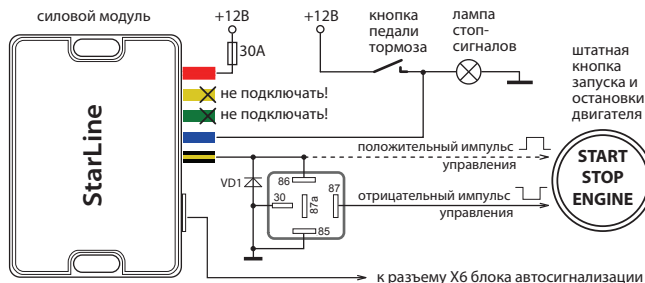 силовой модуль
+12В
+12В
кнопка
педали
тормоза
лампа
стоп-
сигналов
штатная
кнопка
запуска и
остановки
двигателя
30А
не подключать!
не подключать!
StarLine
положительный импульс
управления
VD1
86
87
30
87a
85
отрицательный импульс
управления
START
STOP
ENGINE
к разъему X6 блока автосигнализации